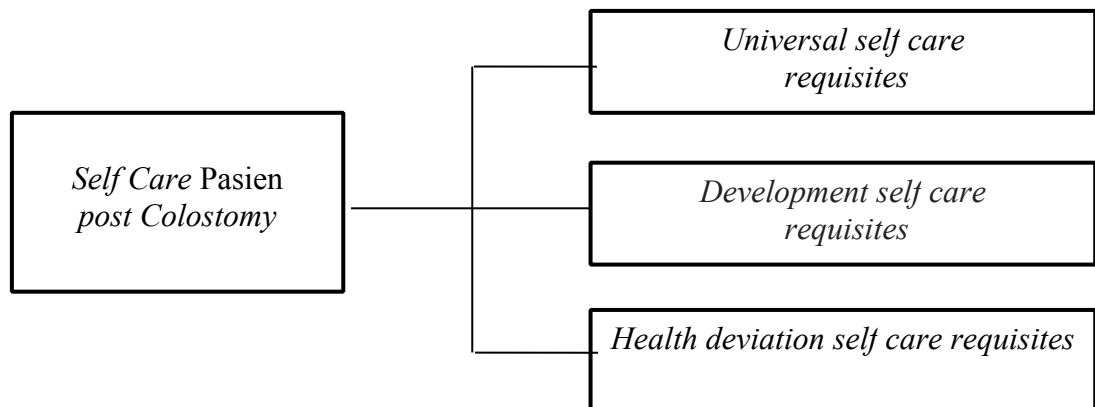 Self Care Pasien
post Colostomy
Universal self care
requisites
Development self care
requisites
Health deviation self care requisites